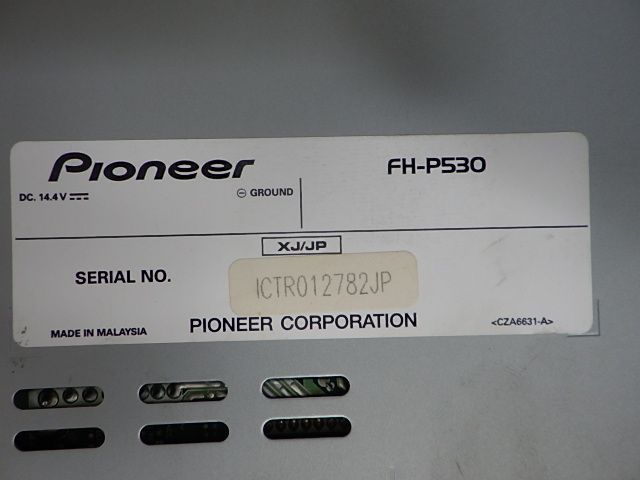 Pioneer
FH-P530
DC. 14.4 V
⊖ GROUND
XJ/JP
SERIAL NO.
ICTR012782JP
MADE IN MALAYSIA
PIONEER CORPORATION
<CZA6631-A>